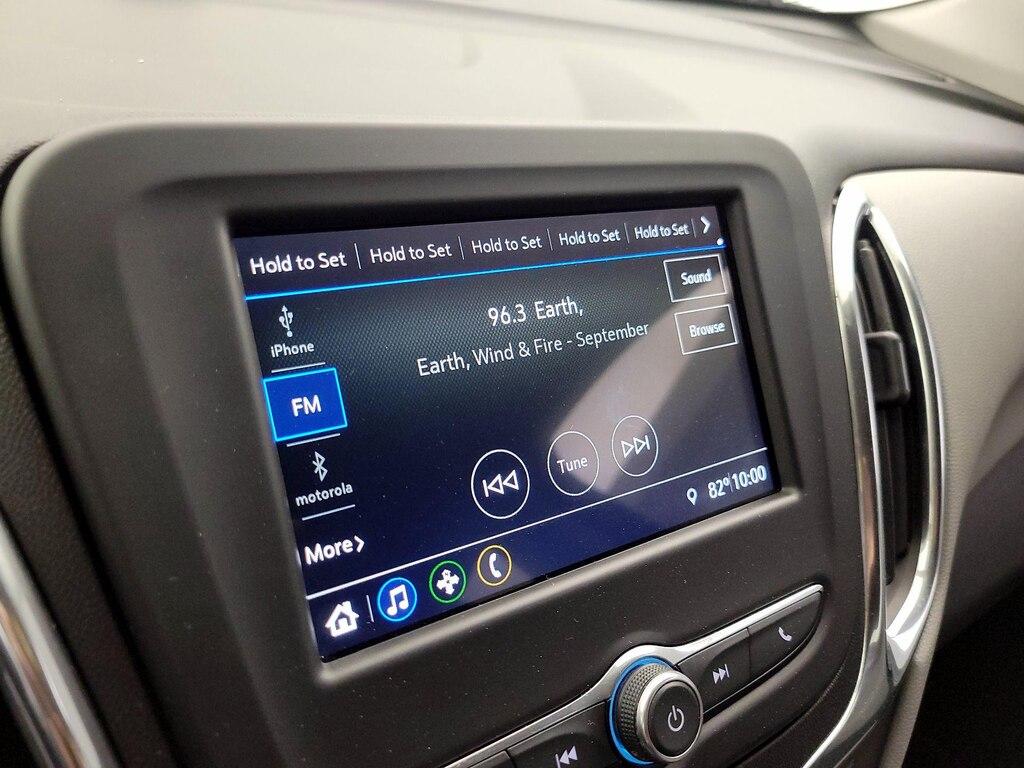 Hold to Set Hold to Set Hold to Set Hold to Set Hold to Set
Sound
96.3 Earth,
iPhone
Browse
Earth, Wind & Fire - September
FM
Tune
motorola
82° 10:00
More